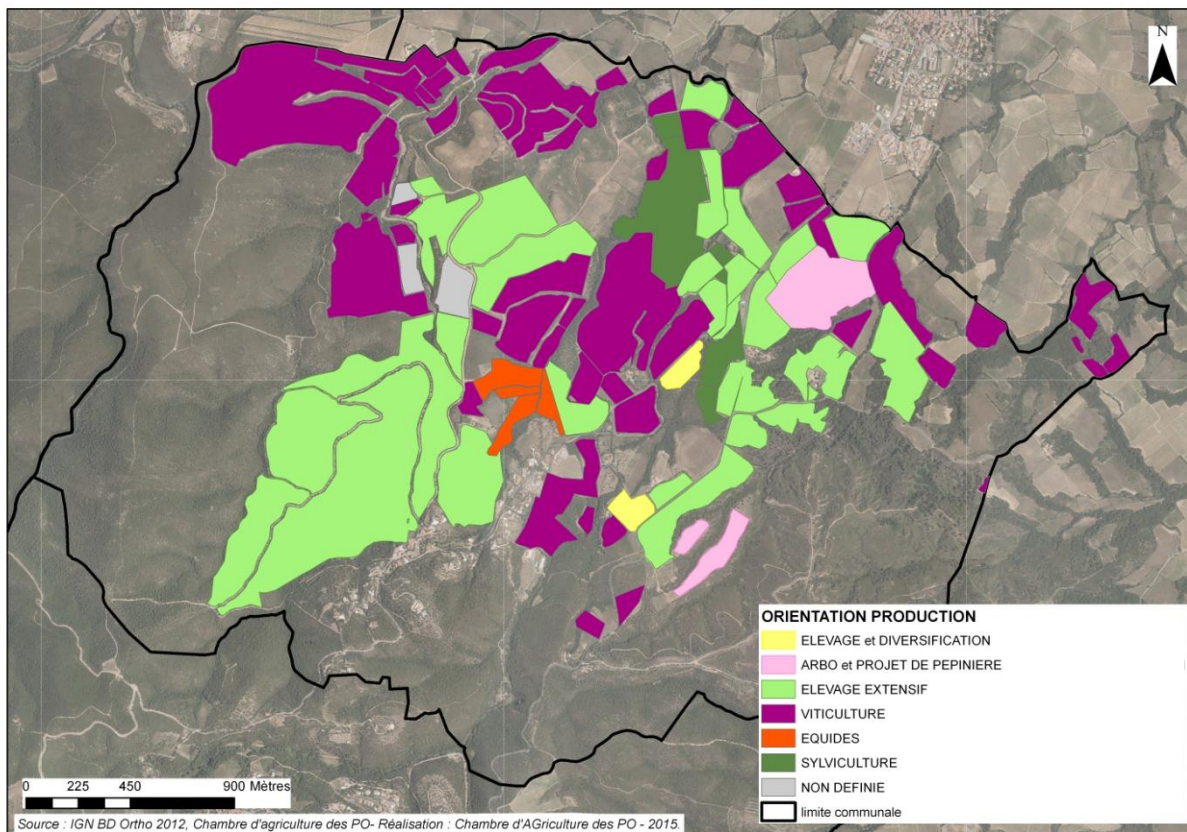 N
ORIENTATION PRODUCTION
ELEVAGE et DIVERSIFICATION
ARBO et PROJET DE PEPINIERE
ELEVAGE EXTENSIF
VITICULTURE
EQUIDES
SYLVICULTURE
NON DEFINIE
limite communale
0 225 450 900 Mètres
Source : IGN BD Ortho 2012, Chambre d'agriculture des PO- Réalisation : Chambre d'AGriculture des PO - 2015.